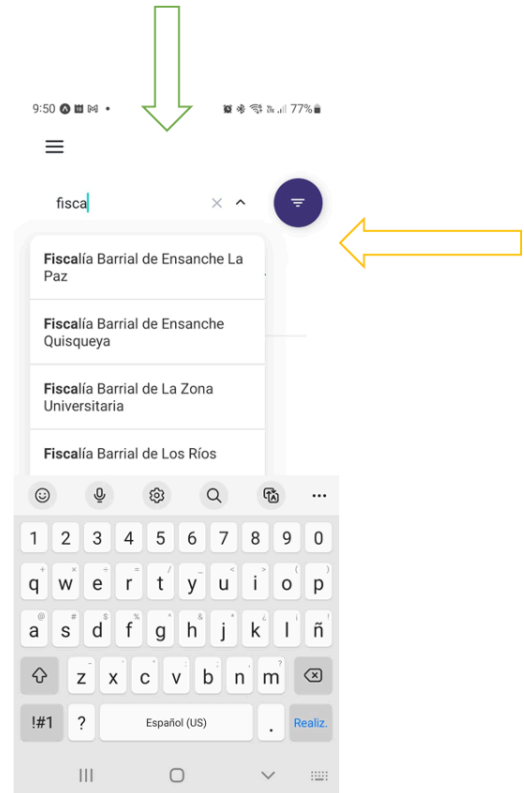 9:50
77%
fisca
Fiscalía Barrial de Ensanche La
Paz
Fiscalía Barrial de Ensanche
Quisqueya
Fiscalía Barrial de La Zona
Universitaria
Fiscalía Barrial de Los Ríos
1 2 3 4 5 6 7 8 9 0
q w e r t y u i o p
a s d f g h j k l ñ
z x c v b n m
!#1 ? Español (US) . Realiz.